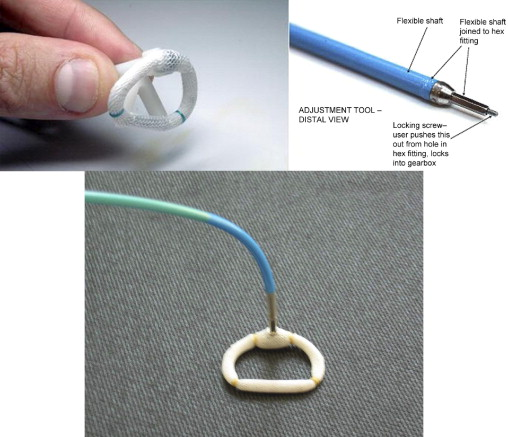 Flexible shaft
Flexible shaft
joined to hex
fitting
ADJUSTMENT TOOL –
DISTAL VIEW
Locking screw–
user pushes this
out from hole in
hex fitting, locks
into gearbox